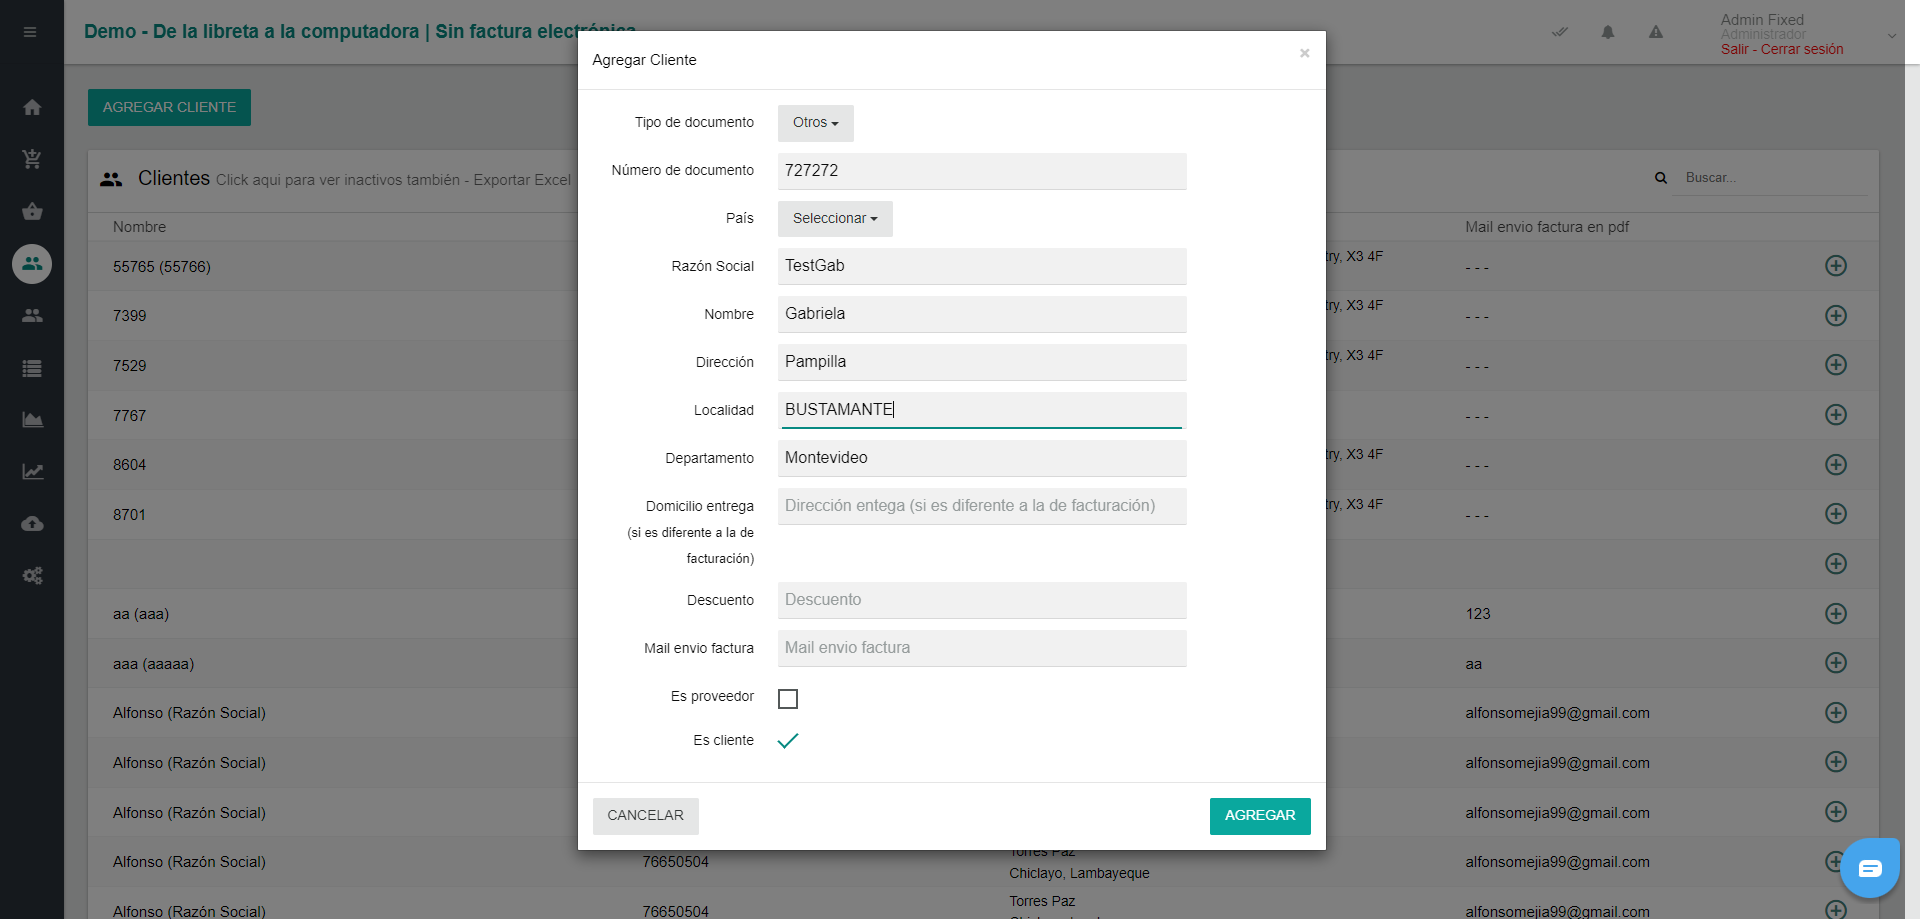 Demo - De la libreta a la computadora | Sin factura electrónica
Admin Fixed
Administrador
Salir - Cerrar sesión
AGREGAR CLIENTE
Clientes Click aqui para ver inactivos también - Exportar Excel
Buscar...
Nombre
Mail envio factura en pdf
55765 (55766)
try, X3 4F
- - -
7399
try, X3 4F
- - -
7529
try, X3 4F
- - -
7767
- - -
8604
try, X3 4F
- - -
8701
try, X3 4F
- - -
aa (aaa)
123
aaa (aaaaa)
aa
Alfonso (Razón Social)
alfonsomejia99@gmail.com
Alfonso (Razón Social)
alfonsomejia99@gmail.com
Alfonso (Razón Social)
alfonsomejia99@gmail.com
Alfonso (Razón Social)
76650504
Torres Paz
Chiclayo, Lambayeque
alfonsomejia99@gmail.com
Alfonso (Razón Social)
76650504
Torres Paz
alfonsomejia99@gmail.com
Agregar Cliente
×
Tipo de documento
Otros
Número de documento
727272
País
Seleccionar
Razón Social
TestGab
Nombre
Gabriela
Dirección
Pampilla
Localidad
BUSTAMANTE
Departamento
Montevideo
Domicilio entrega
(si es diferente a la de
facturación)
Dirección entega (si es diferente a la de facturación)
Descuento
Descuento
Mail envio factura
Mail envio factura
Es proveedor
Es cliente
CANCELAR
AGREGAR